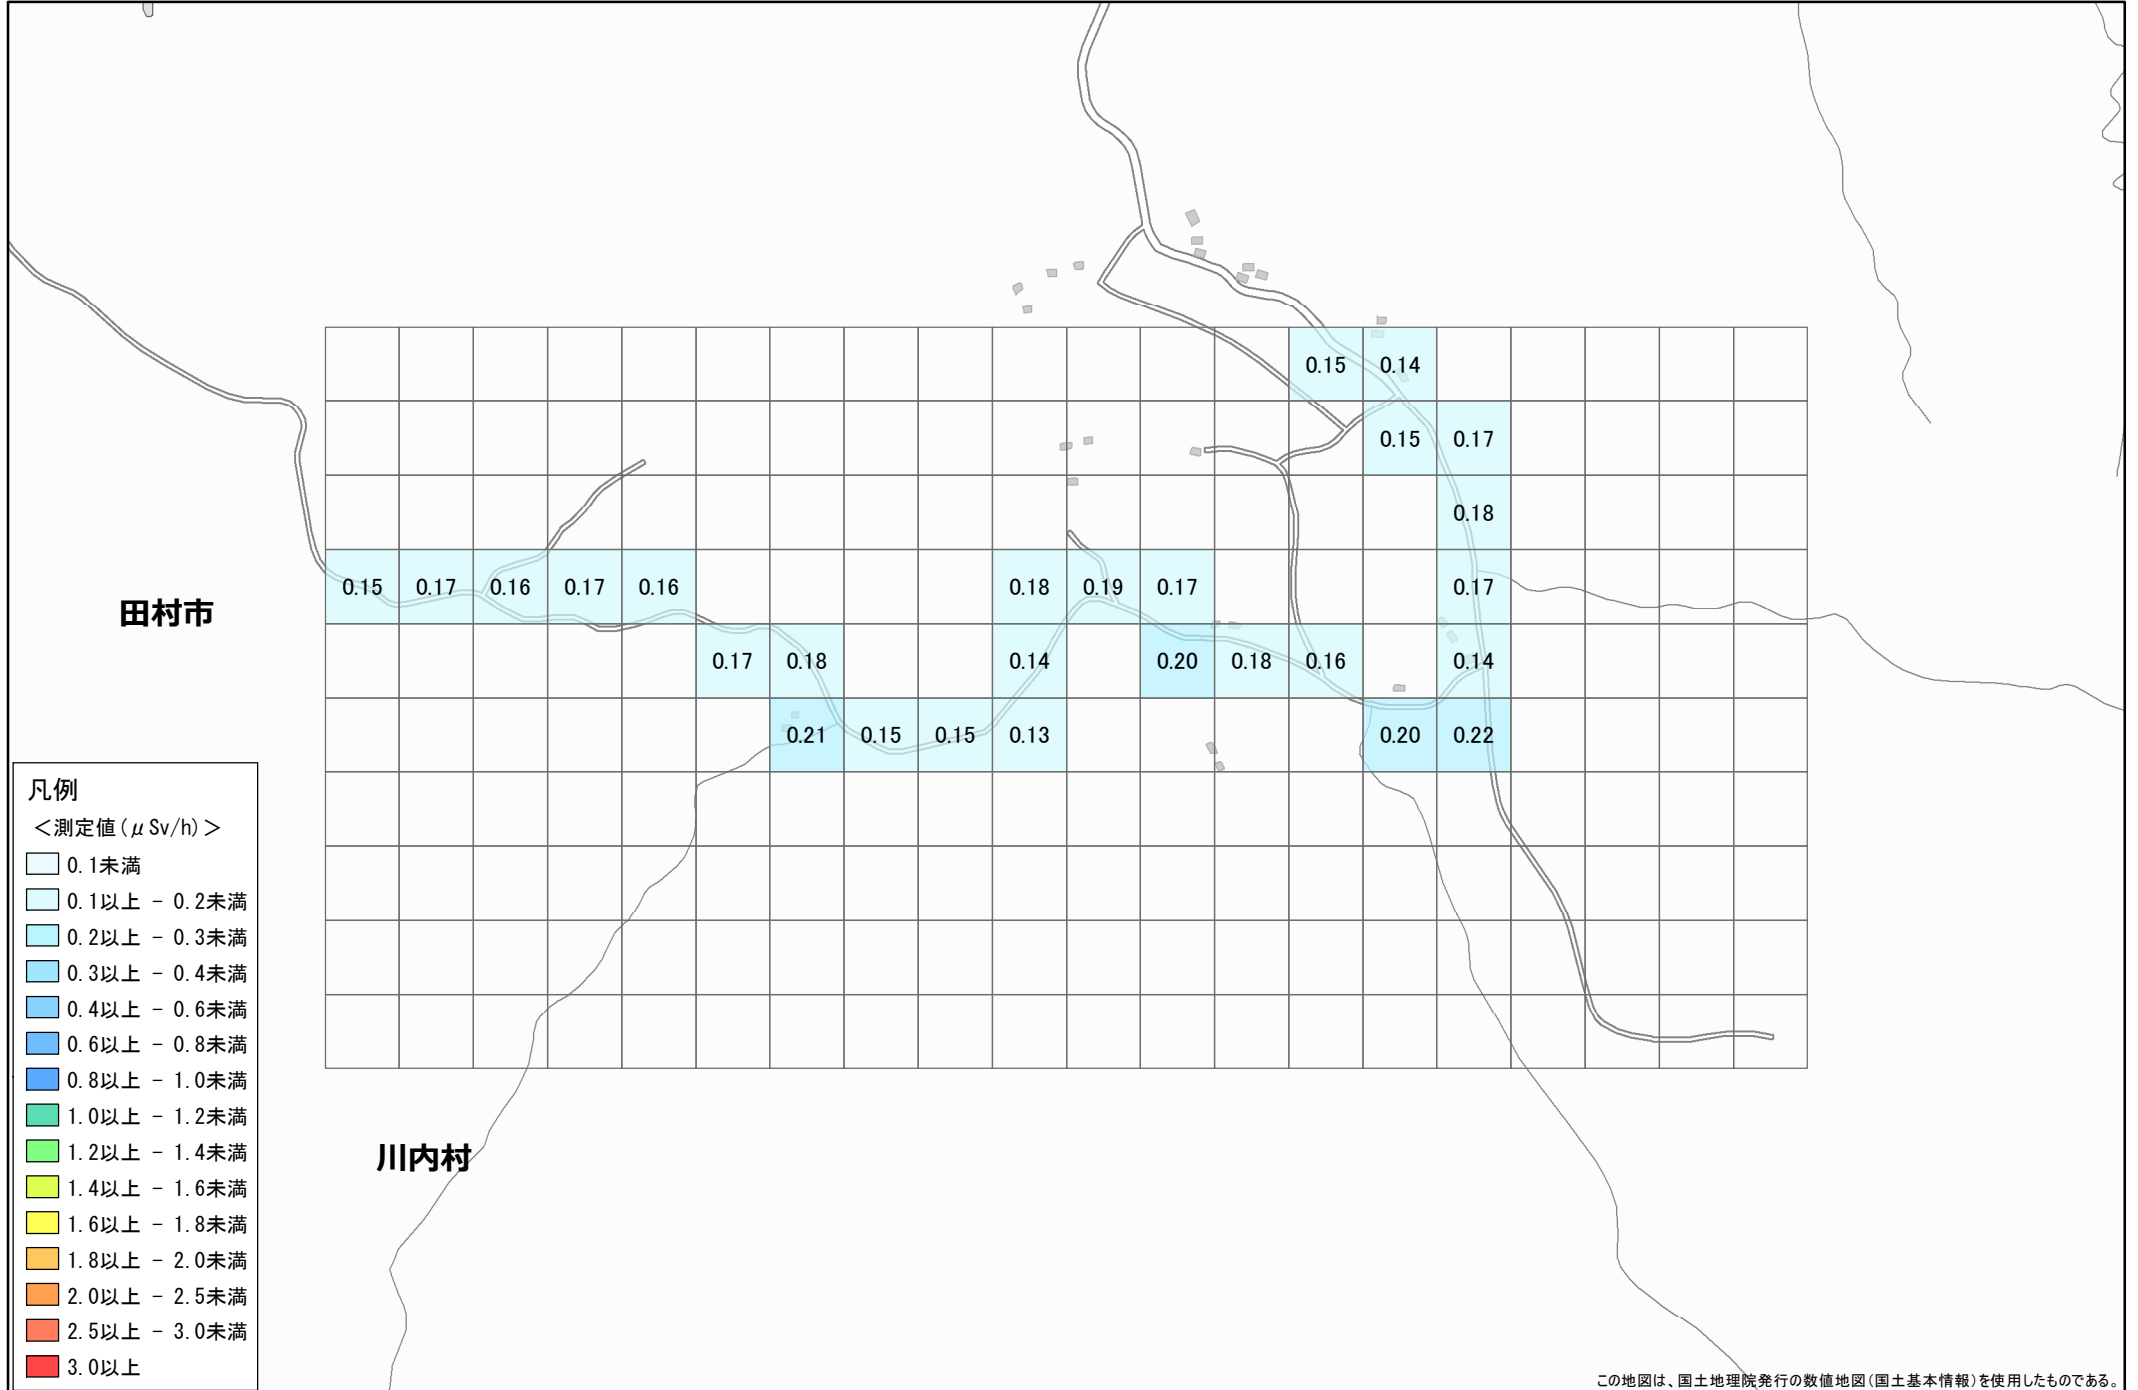 0.15 0.14
0.15 0.17
0.18
0.15 0.17 0.16 0.17 0.16 0.18 0.19 0.17 0.17
田村市
0.17 0.18 0.14 0.20 0.18 0.16 0.14
0.21 0.15 0.15 0.13 0.20 0.22
凡例
＜測定値(μSv/h)＞
0.1未満
0.1以上 - 0.2未満
0.2以上 - 0.3未満
0.3以上 - 0.4未満
0.4以上 - 0.6未満
0.6以上 - 0.8未満
0.8以上 - 1.0未満
1.0以上 - 1.2未満
1.2以上 - 1.4未満
1.4以上 - 1.6未満
1.6以上 - 1.8未満
1.8以上 - 2.0未満
2.0以上 - 2.5未満
2.5以上 - 3.0未満
3.0以上
川内村
この地図は、国土地理院発行の数値地図(国土基本情報)を使用したものである。